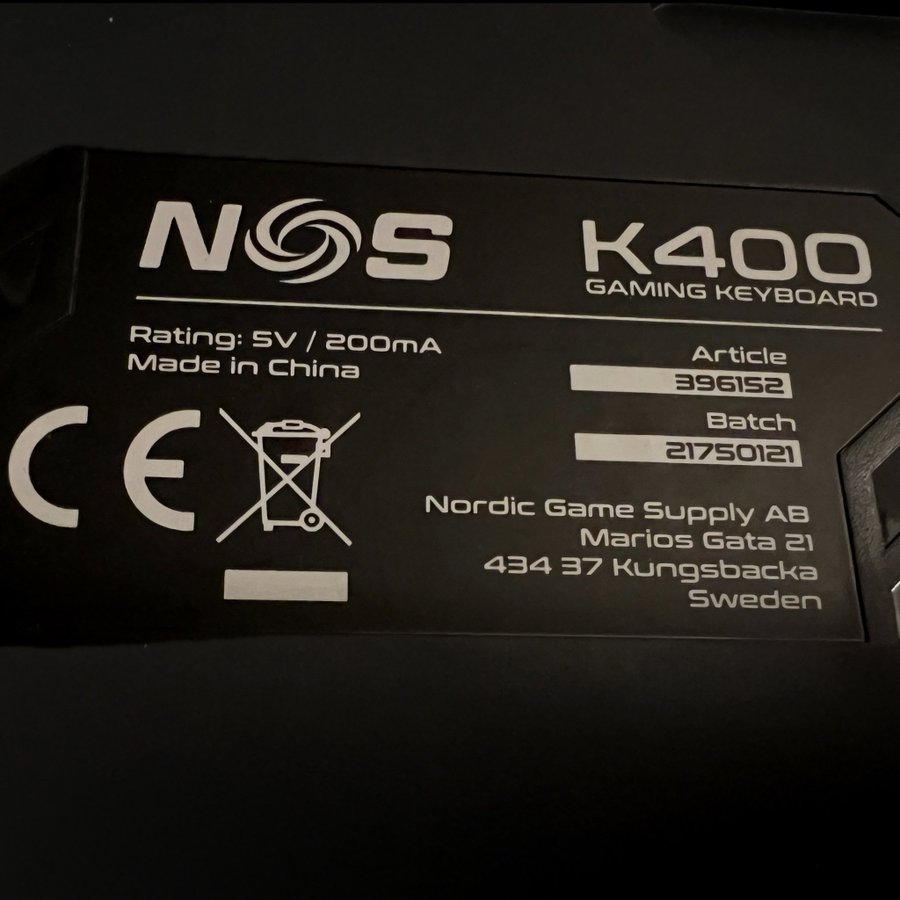 NOS
K400
GAMING KEYBOARD
Rating: 5V / 200mA
Made in China
CE
Article
396152
Batch
21750121
Nordic Game Supply AB
Marios Gata 21
434 37 Kungsbacka
Sweden